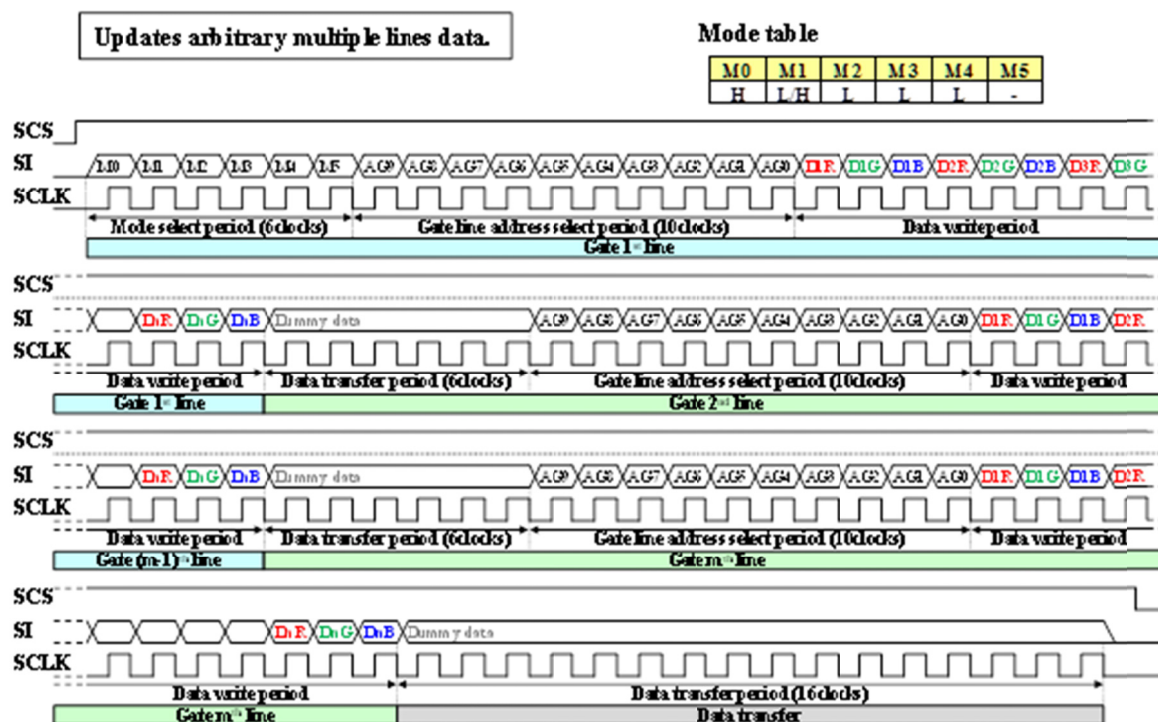 Updates arbitrary multiple lines data.
Mode table
M0 M1 M2 M3 M4 M5
H L/H L L L -
SCS
SI M0 M1 M2 M3 M4 M5 AG9 AG8 AG7 AG6 AG5 AG4 AG3 AG2 AG1 AG0 D1R D1G D1B D2R D2G D2B D3R D3G
SCLK
Mode select period (6clocks) Gate line address select period (10clocks) Data write period
Gate 1st line
SCS
SI DnR DnG DnB Dummy data AG9 AG8 AG7 AG6 AG5 AG4 AG3 AG2 AG1 AG0 D1R D1G D1B D2R
SCLK
Data write period Data transfer period (6clocks) Gate line address select period (10clocks) Data write period
Gate 1st line Gate 2nd line
SCS
SI DnR DnG DnB Dummy data AG9 AG8 AG7 AG6 AG5 AG4 AG3 AG2 AG1 AG0 D1R D1G D1B D2R
SCLK
Data write period Data transfer period (6clocks) Gate line address select period (10clocks) Data write period
Gate (m-1)th line Gate mth line
SCS
SI DnR DnG DnB Dummy data
SCLK
Data write period Data transfer period (16clocks)
Gate mth line Data transfer